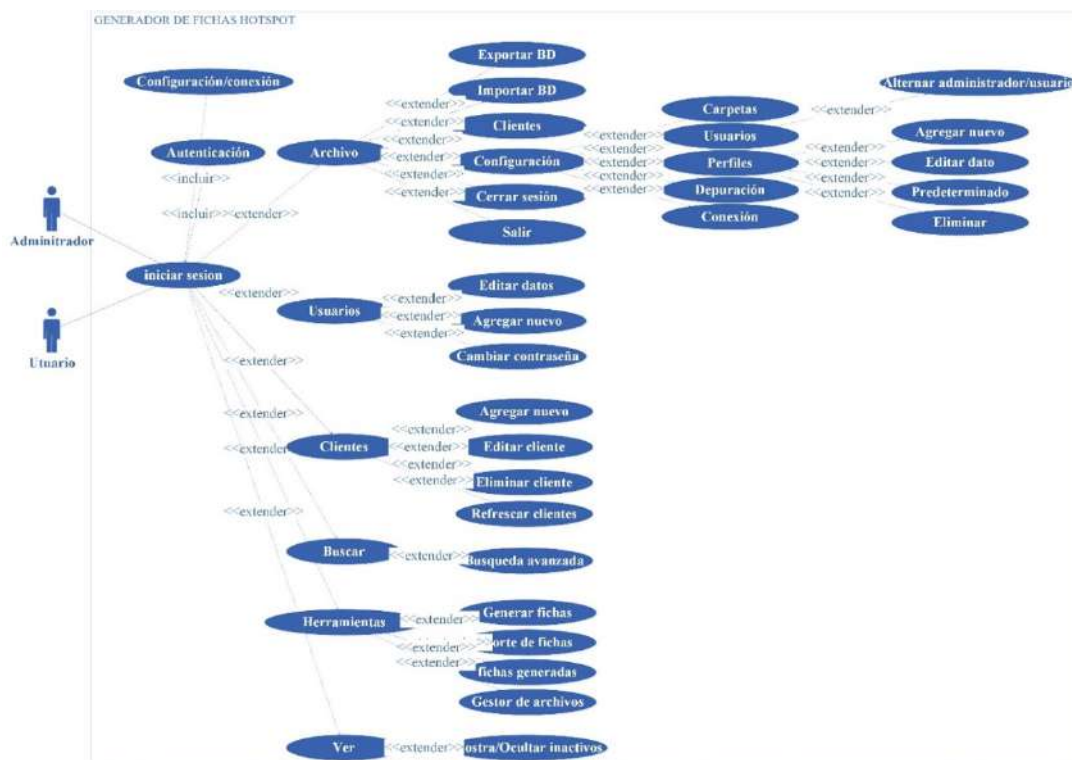 GENERADOR DE FICHAS HOTSPOT
Configuración/conexión
Autenticación
<<incluir>>
<<incluir>>
<<extender>>
Adminitrador
Utuario
iniciar sesion
<<extender>>
<<extender>>
<<extender>>
<<extender>>
<<extender>>
Archivo
<<extender>>
<<extender>>
<<extender>>
<<extender>>
<<extender>>
Exportar BD
Importar BD
Clientes
Configuración
Cerrar sesión
Salir
<<extender>>
<<extender>>
<<extender>>
<<extender>>
Carpetas
Usuarios
Perfiles
Depuración
Conexión
<<extender>>
Alternar administrador/usuario
<<extender>>
<<extender>>
<<extender>>
<<extender>>
Agregar nuevo
Editar dato
Predeterminado
Eliminar
Usuarios
<<extender>>
<<extender>>
<<extender>>
Editar datos
Agregar nuevo
Cambiar contraseña
Clientes
<<extender>>
<<extender>>
<<extender>>
<<extender>>
Agregar nuevo
Editar cliente
Eliminar cliente
Refrescar clientes
Buscar
<<extender>>
Busqueda avanzada
Herramientas
<<extender>>
<<extender>>
<<extender>>
Generar fichas
orte de fichas
fichas generadas
Gestor de archivos
Ver
<<extender>>
ostra/Ocultar inactivos